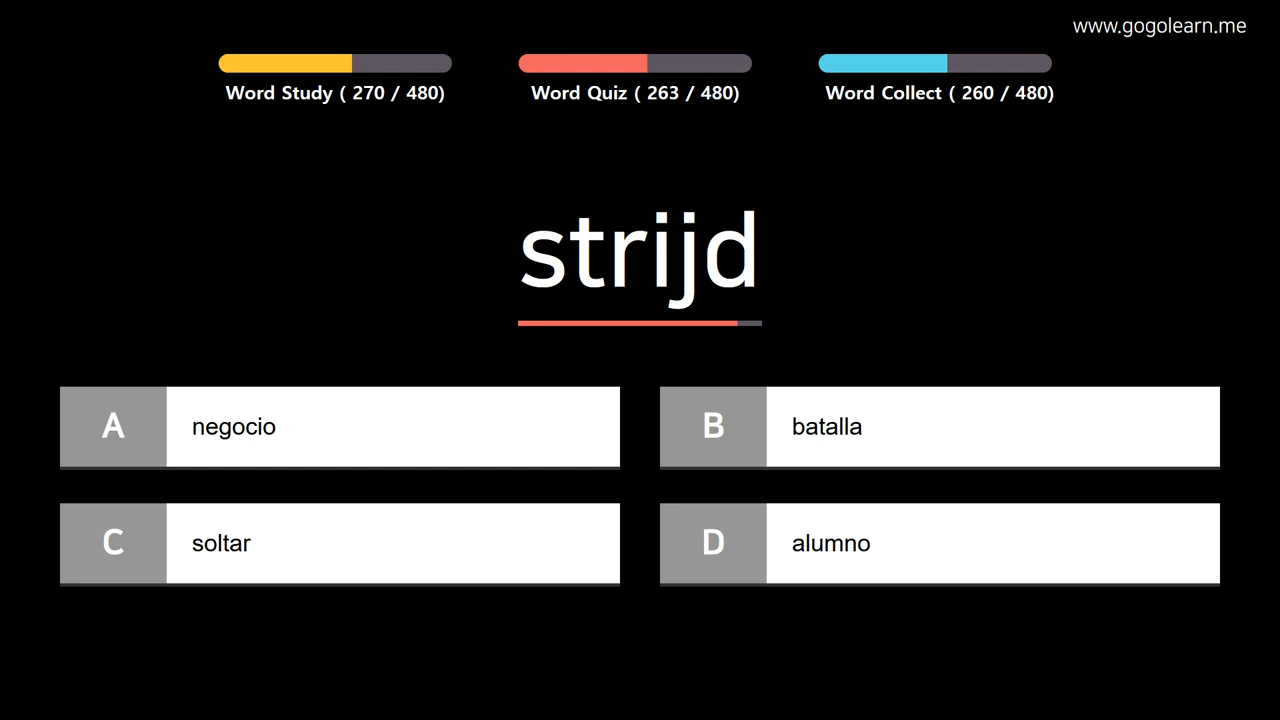 www.gogolearn.me
Word Study ( 270 / 480)
Word Quiz ( 263 / 480)
Word Collect ( 260 / 480)
strijd
A negocio
B batalla
C soltar
D alumno